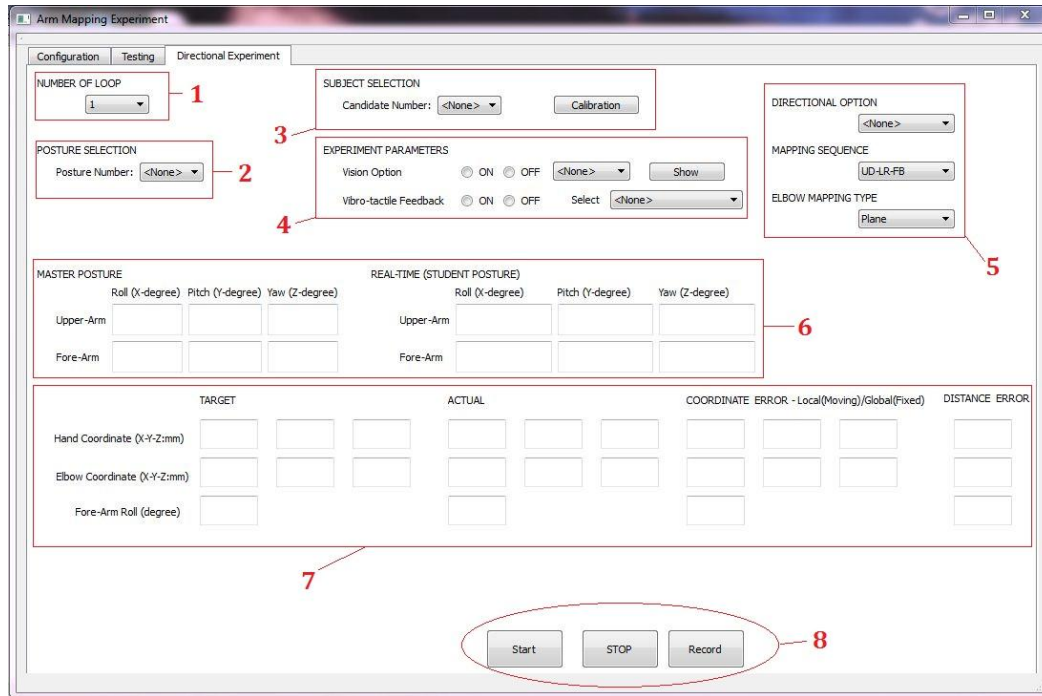 Arm Mapping Experiment
Configuration Testing Directional Experiment
NUMBER OF LOOP
1
1
POSTURE SELECTION
Posture Number: <None>
2
SUBJECT SELECTION
Candidate Number: <None> Calibration
3
EXPERIMENT PARAMETERS
Vision Option ON OFF <None> Show
Vibro-tactile Feedback ON OFF Select <None>
4
DIRECTIONAL OPTION
<None>
MAPPING SEQUENCE
UD-LR-FB
ELBOW MAPPING TYPE
Plane
5
MASTER POSTURE
Roll (X-degree) Pitch (Y-degree) Yaw (Z-degree)
Upper-Arm
Fore-Arm
REAL-TIME (STUDENT POSTURE)
Roll (X-degree) Pitch (Y-degree) Yaw (Z-degree)
Upper-Arm
Fore-Arm
6
TARGET ACTUAL COORDINATE ERROR - Local(Moving)/Global(Fixed) DISTANCE ERROR
Hand Coordinate (X-Y-Z:mm)
Elbow Coordinate (X-Y-Z:mm)
Fore-Arm Roll (degree)
7
Start STOP Record
8